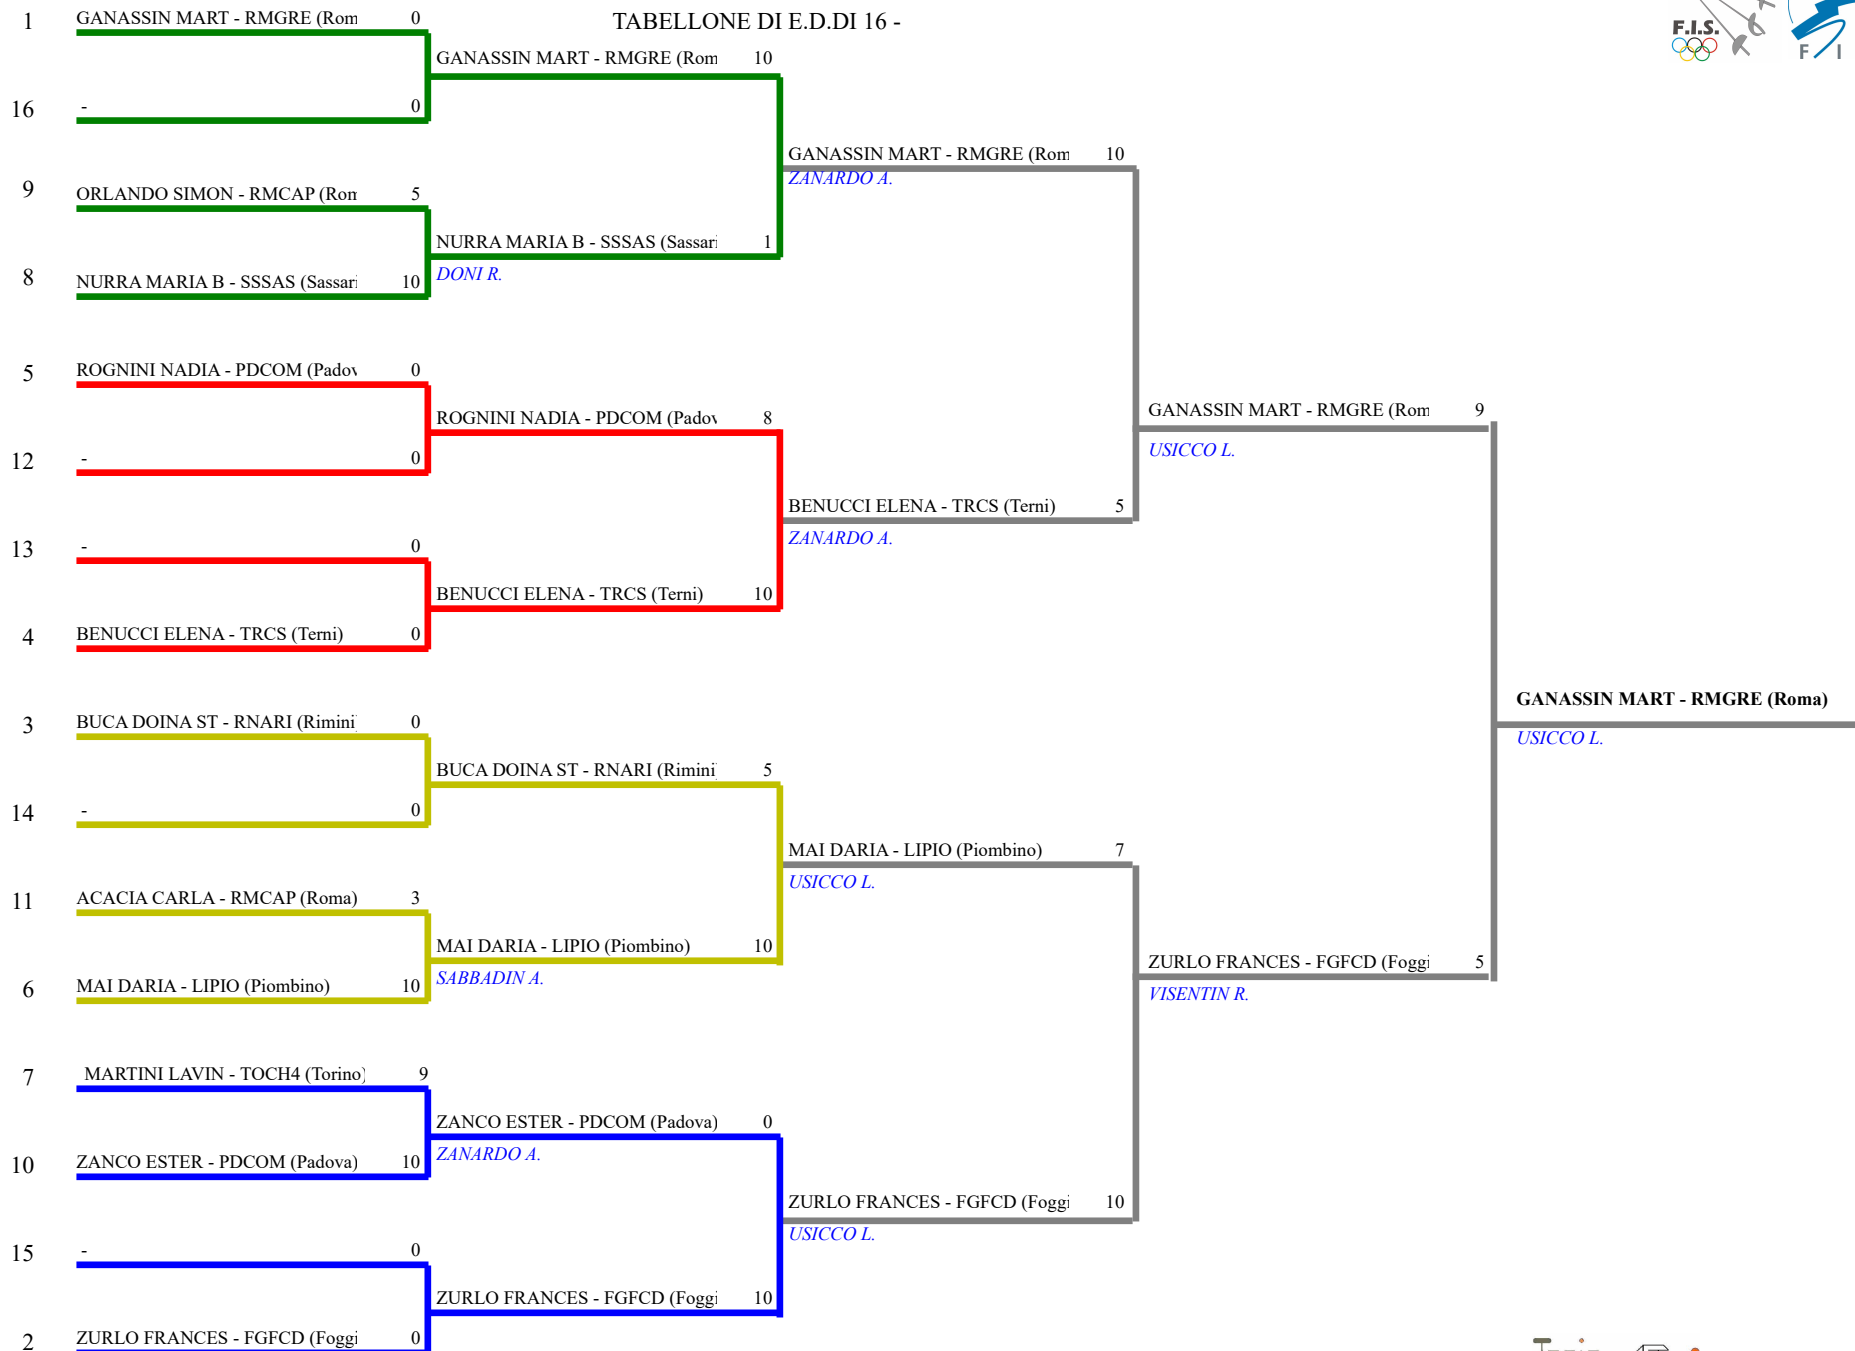 TABELLONE DI E.D.DI 16 -
F.I.S.
F I
1 GANASSIN MART - RMGRE (Rom 0
GANASSIN MART - RMGRE (Rom 10
16 - 0
GANASSIN MART - RMGRE (Rom 10
ZANARDO A.
9 ORLANDO SIMON - RMCAP (Rom 5
NURRA MARIA B - SSSAS (Sassari 1
DONI R.
8 NURRA MARIA B - SSSAS (Sassari 10
5 ROGNINI NADIA - PDCOM (Padov 0
ROGNINI NADIA - PDCOM (Padov 8
GANASSIN MART - RMGRE (Rom 9
USICCO L.
12 - 0
BENUCCI ELENA - TRCS (Terni) 5
ZANARDO A.
13 - 0
BENUCCI ELENA - TRCS (Terni) 10
4 BENUCCI ELENA - TRCS (Terni) 0
GANASSIN MART - RMGRE (Roma)
USICCO L.
3 BUCA DOINA ST - RNARI (Rimini 0
BUCA DOINA ST - RNARI (Rimini 5
14 - 0
MAI DARIA - LIPIO (Piombino) 7
USICCO L.
11 ACACIA CARLA - RMCAP (Roma) 3
MAI DARIA - LIPIO (Piombino) 10
SABBADIN A.
ZURLO FRANCES - FGFCD (Foggi 5
VISENTIN R.
6 MAI DARIA - LIPIO (Piombino) 10
7 MARTINI LAVIN - TOCH4 (Torino) 9
ZANCO ESTER - PDCOM (Padova) 0
ZANARDO A.
10 ZANCO ESTER - PDCOM (Padova) 10
ZURLO FRANCES - FGFCD (Foggi 10
USICCO L.
15 - 0
ZURLO FRANCES - FGFCD (Foggi 10
2 ZURLO FRANCES - FGFCD (Foggi 0